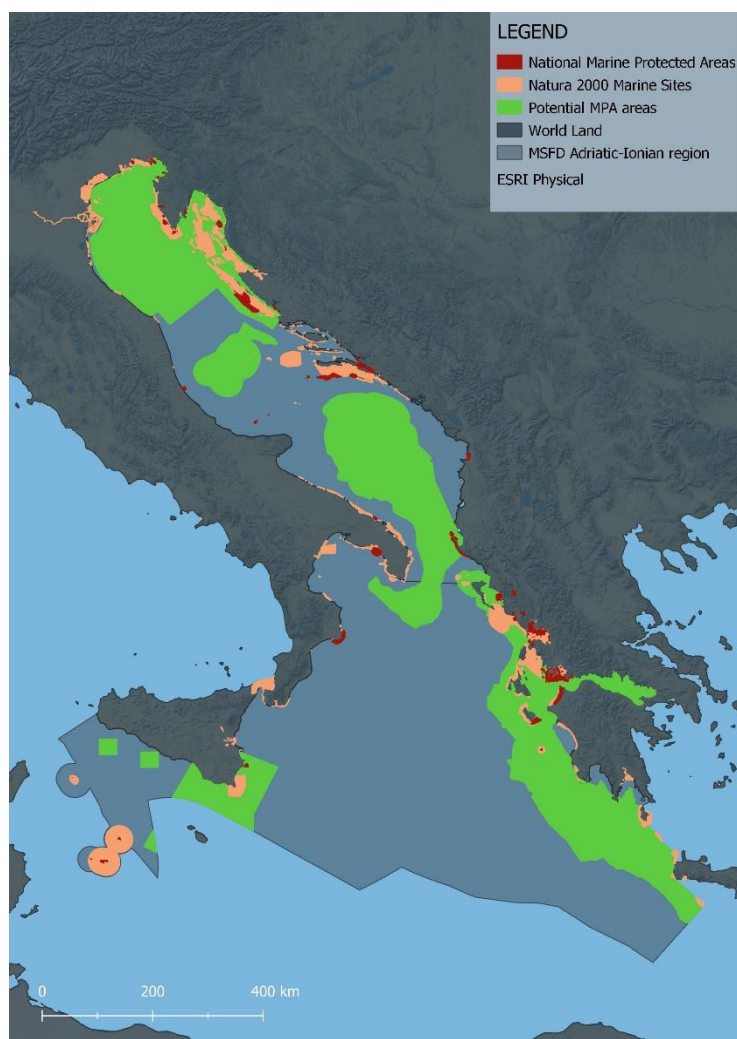 LEGEND
National Marine Protected Areas
Natura 2000 Marine Sites
Potential MPA areas
World Land
MSFD Adriatic-Ionian region
ESRI Physical
0 200 400 km